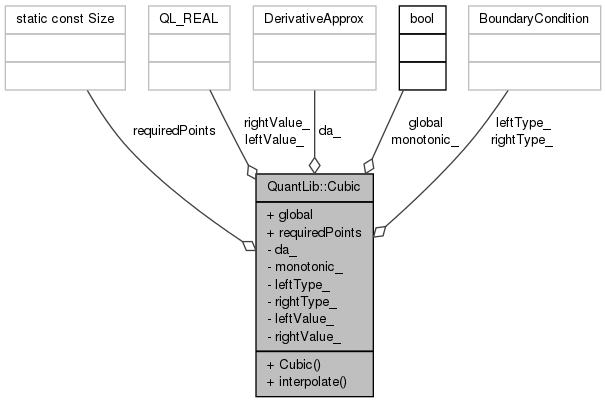 static const Size
QL_REAL
DerivativeApprox
bool
BoundaryCondition
requiredPoints
rightValue_
leftValue_
da_
global
monotonic_
leftType_
rightType_
QuantLib::Cubic
+ global
+ requiredPoints
- da_
- monotonic_
- leftType_
- rightType_
- leftValue_
- rightValue_
+ Cubic()
+ interpolate()